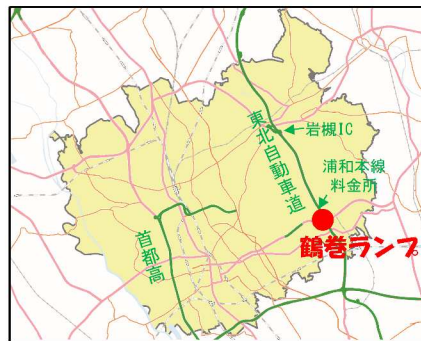 東北自動車道
岩槻IC
浦和本線
料金所
首都高
鶴巻ランプ。